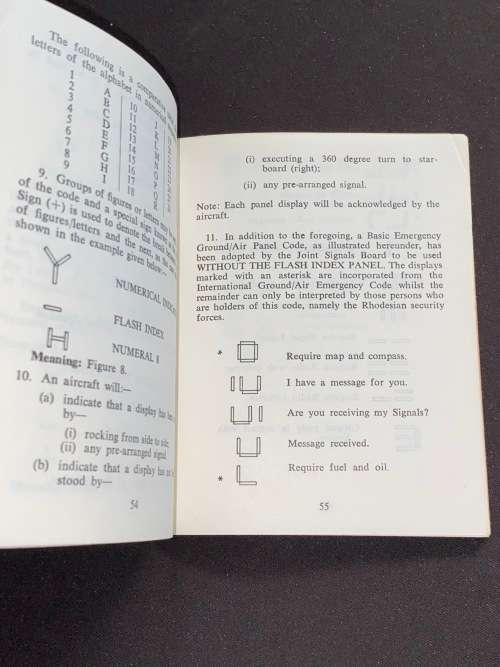 The following is a comparative
letters of the alphabet in numerical
1 A 10 J
2 B 11 K
3 C 12 L
4 D 13 M
5 E 14 N
6 F 15 O
7 G 16 P
8 H 17 Q
9 I 18 R
9. Groups of figures or letters may
of the code and a special sign
Sign (+) is used to denote the break
of figures/letters and the next, as
shown in the example given below—
NUMERICAL
FLASH INDEX
NUMERAL 8
Meaning: Figure 8.
10. An aircraft will:—
(a) indicate that a display has
by—
(i) rocking from side to side;
(ii) any pre-arranged signal
(b) indicate that a display has
stood by—
54
(i) executing a 360 degree turn to star-
board (right);
(ii) any pre-arranged signal.
Note: Each panel display will be acknowledged by the
aircraft.
11. In addition to the foregoing, a Basic Emergency
Ground/Air Panel Code, as illustrated hereunder, has
been adopted by the Joint Signals Board to be used
WITHOUT THE FLASH INDEX PANEL. The displays
marked with an asterisk are incorporated from the
International Ground/Air Emergency Code whilst the
remainder can only be interpreted by those persons who
are holders of this code, namely the Rhodesian security
forces.
* Require map and compass.
I have a message for you.
Are you receiving my Signals?
Message received.
* Require fuel and oil.
55